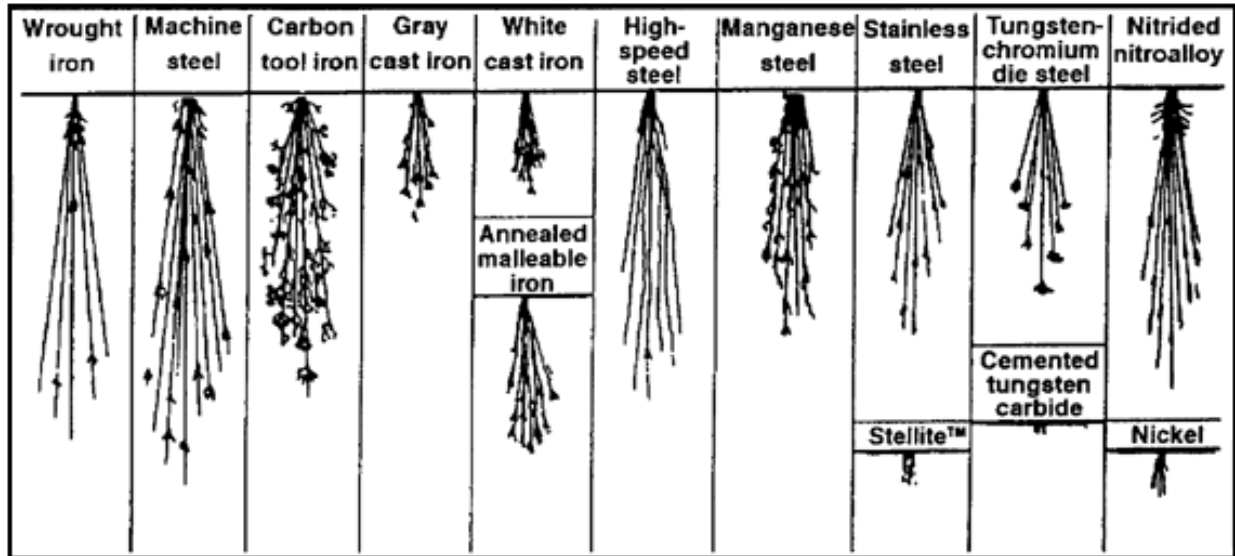 Wrought
iron
Machine
steel
Carbon
tool iron
Gray
cast iron
White
cast iron
High-
speed
steel
Manganese
steel
Stainless
steel
Tungsten-
chromium
die steel
Nitrided
nitroalloy
Annealed
malleable
iron
Cemented
tungsten
carbide
Stellite™
Nickel